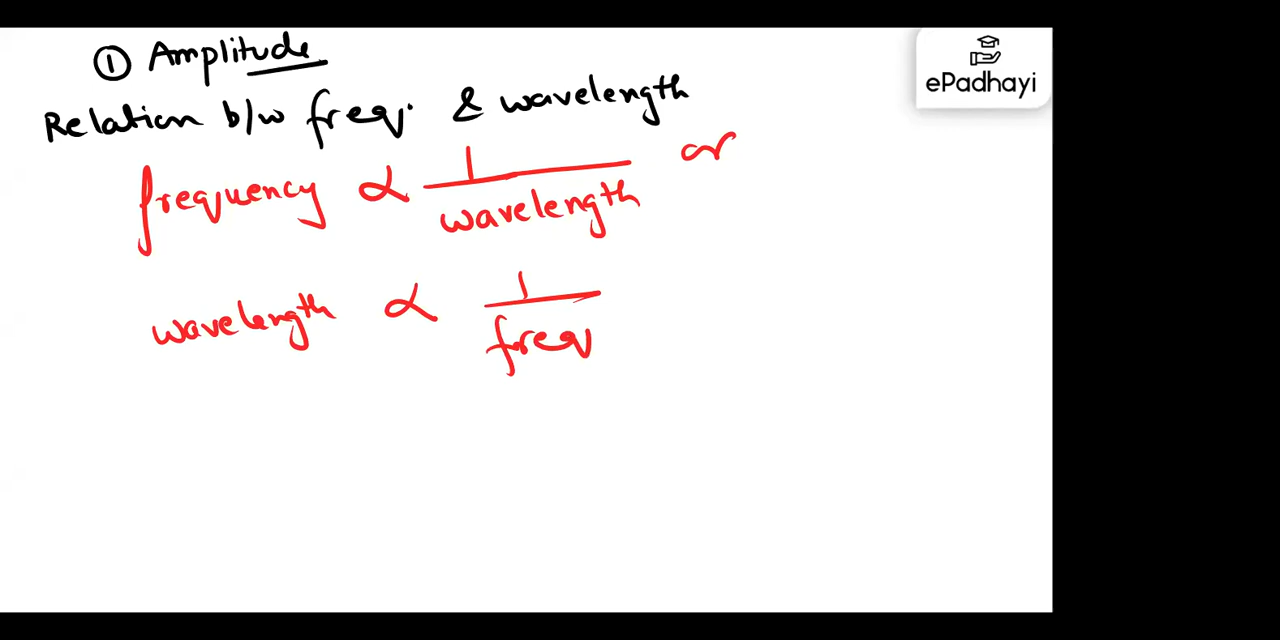 ① Amplitude
ePadhayi
Relation b/w freq. & wavelength
frequency ∝ 1/wavelength or
wavelength ∝ 1/freq